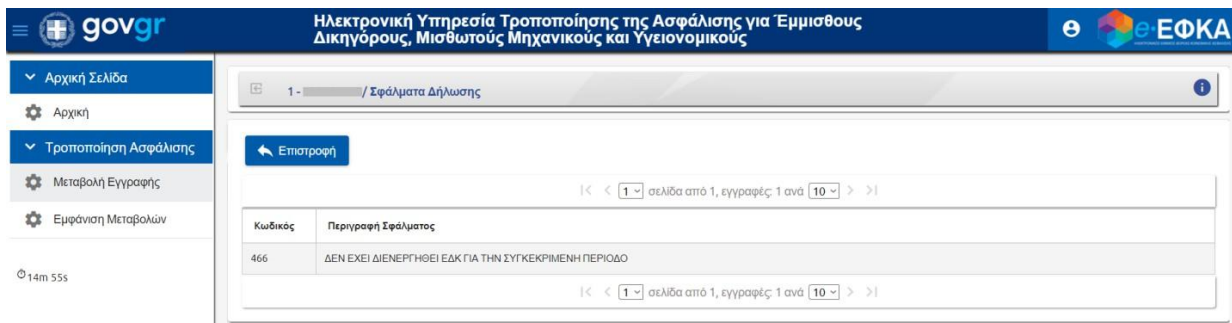 govgr
Ηλεκτρονική Υπηρεσία Τροποποίησης της Ασφάλισης για Έμμισθους
Δικηγόρους, Μισθωτούς Μηχανικούς και Υγειονομικούς
e-ΕΦΚΑ
Αρχική Σελίδα
Αρχική
Τροποποίηση Ασφάλισης
Μεταβολή Εγγραφής
Εμφάνιση Μεταβολών
14m 55s
1 - / Σφάλματα Δήλωσης
Επιστροφή
1 σελίδα από 1, εγγραφές: 1 ανά 10
Κωδικός Περιγραφή Σφάλματος
466 ΔΕΝ ΕΧΕΙ ΔΙΕΝΕΡΓΗΘΕΙ ΕΔΚ ΓΙΑ ΤΗΝ ΣΥΓΚΕΚΡΙΜΕΝΗ ΠΕΡΙΟΔΟ
1 σελίδα από 1, εγγραφές: 1 ανά 10